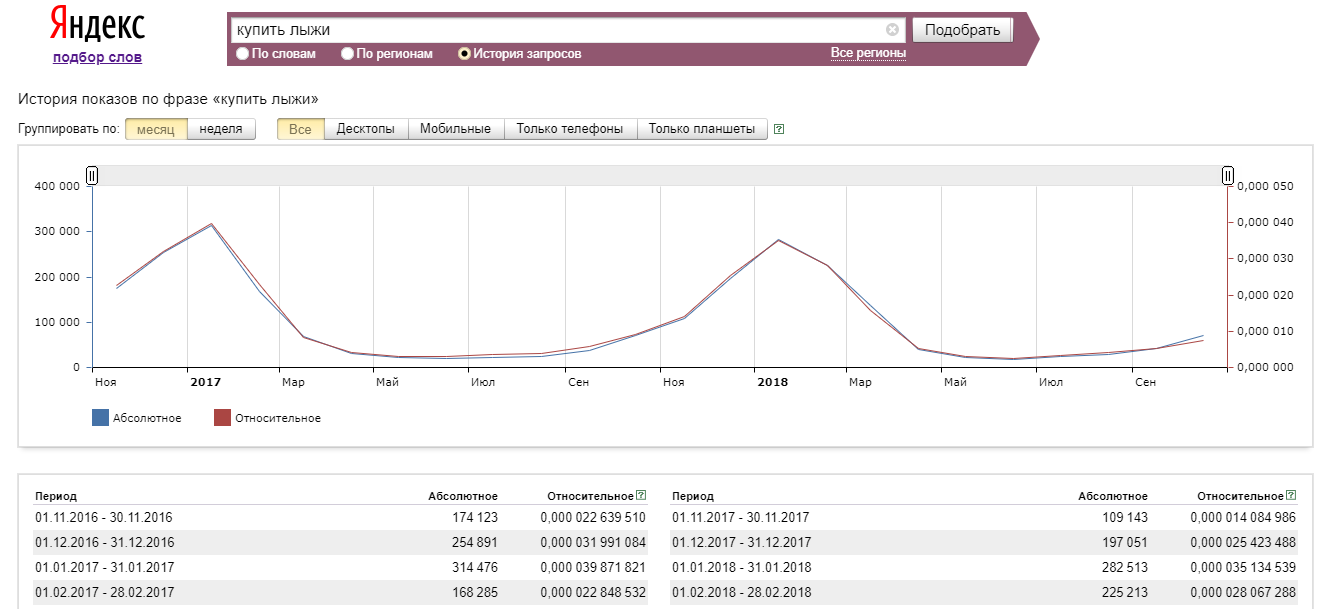 Яндекс
подбор слов
купить лыжи
Подобрать
По словам По регионам История запросов Все регионы
История показов по фразе «купить лыжи»
Группировать по: месяц неделя Все Десктопы Мобильные Только телефоны Только планшеты ?
400 000 0,000 050
0,000 040
300 000
0,000 030
200 000
0,000 020
100 000
0,000 010
0 0,000 000
Ноя 2017 Мар Май Июл Сен Ноя 2018 Мар Май Июл Сен
Абсолютное Относительное
Период Абсолютное Относительное ? Период Абсолютное Относительное ?
01.11.2016 - 30.11.2016 174 123 0,000 022 639 510 01.11.2017 - 30.11.2017 109 143 0,000 014 084 986
01.12.2016 - 31.12.2016 254 891 0,000 031 991 084 01.12.2017 - 31.12.2017 197 051 0,000 025 423 488
01.01.2017 - 31.01.2017 314 476 0,000 039 871 821 01.01.2018 - 31.01.2018 282 513 0,000 035 134 539
01.02.2017 - 28.02.2017 168 285 0,000 022 848 532 01.02.2018 - 28.02.2018 225 213 0,000 028 067 288